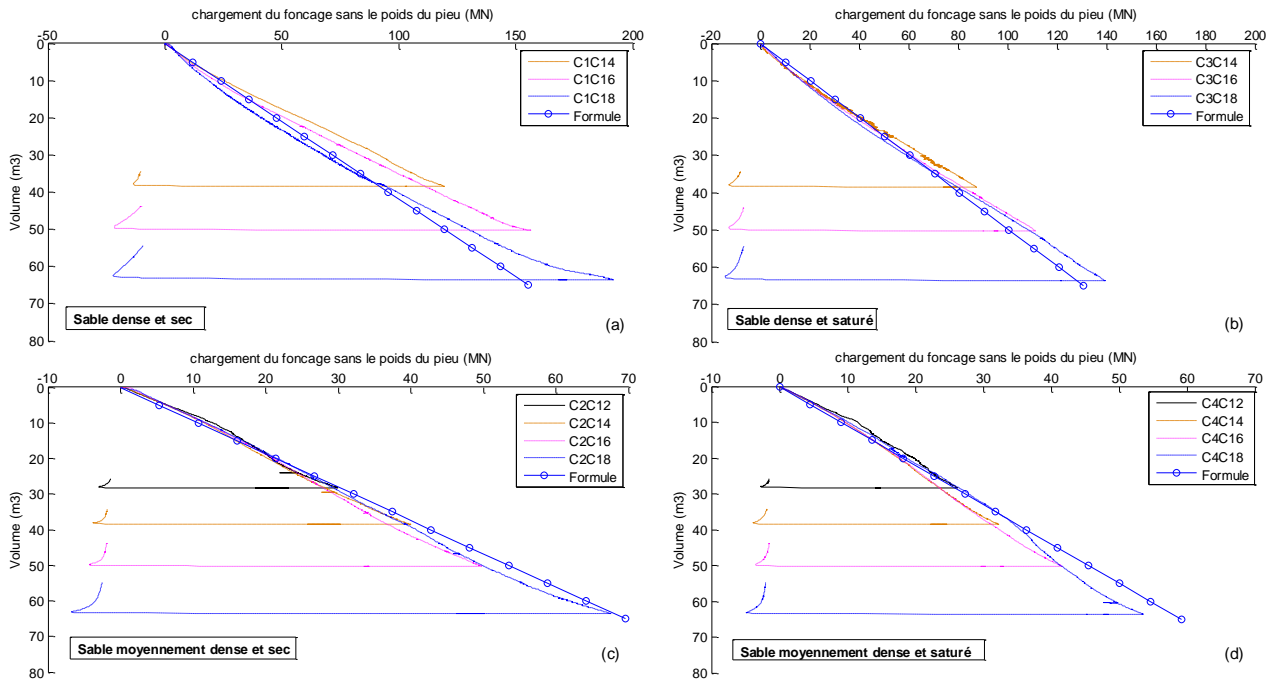 chargement du foncage sans le poids du pieu (MN)
-50 0 50 100 150 200
0
10
20
30
40
50
60
70
80
Volume (m3)
C1C14
C1C16
C1C18
Formule
Sable dense et sec
(a)
chargement du foncage sans le poids du pieu (MN)
-20 0 20 40 60 80 100 120 140 160 180 200
0
10
20
30
40
50
60
70
80
Volume (m3)
C3C14
C3C16
C3C18
Formule
Sable dense et saturé
(b)
chargement du foncage sans le poids du pieu (MN)
-10 0 10 20 30 40 50 60 70
0
10
20
30
40
50
60
70
80
Volume (m3)
C2C12
C2C14
C2C16
C2C18
Formule
Sable moyennement dense et sec
(c)
chargement du foncage sans le poids du pieu (MN)
-10 0 10 20 30 40 50 60 70
0
10
20
30
40
50
60
70
80
Volume (m3)
C4C12
C4C14
C4C16
C4C18
Formule
Sable moyennement dense et saturé
(d)